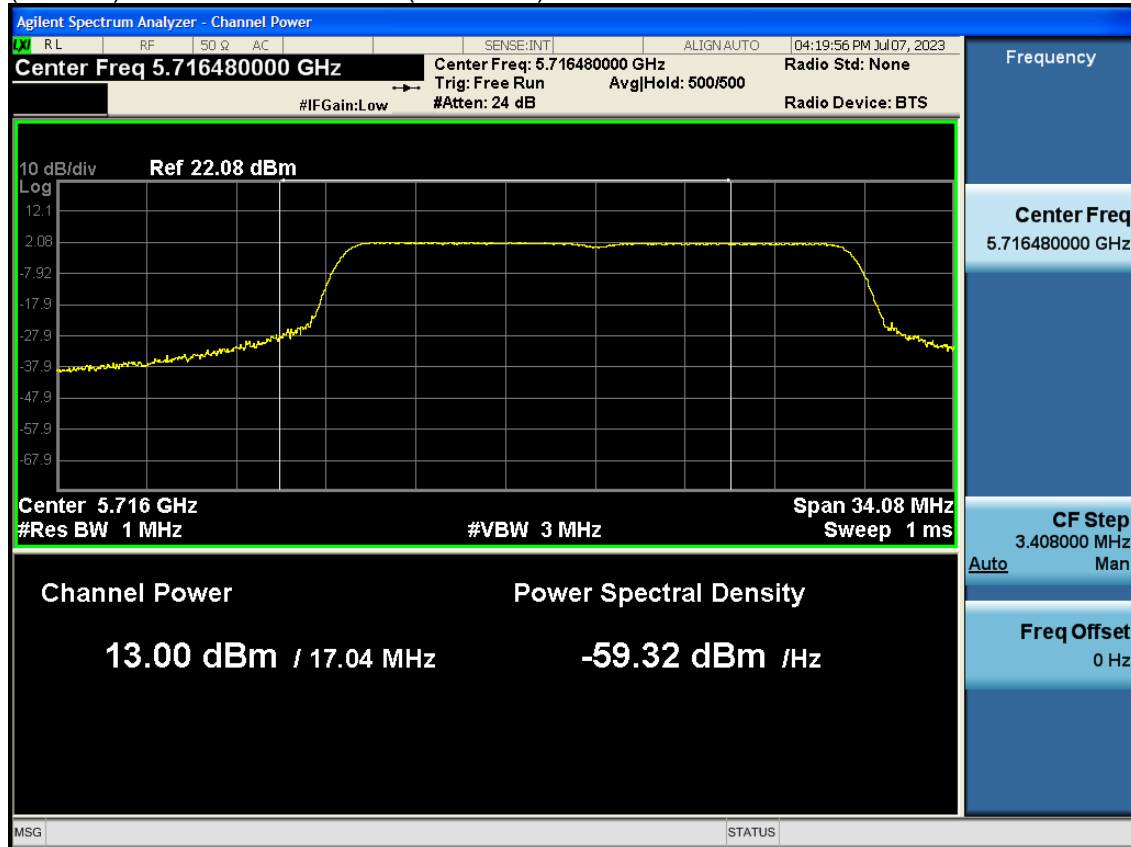 Agilent Spectrum Analyzer - Channel Power
LXI RL RF 50 Ω AC SENSE:INT ALIGN AUTO 04:19:56 PM Jul 07, 2023
Center Freq 5.716480000 GHz
Center Freq: 5.716480000 GHz Radio Std: None
Trig: Free Run Avg|Hold: 500/500
#IFGain:Low #Atten: 24 dB Radio Device: BTS
10 dB/div Ref 22.08 dBm
Log
12.1
2.08
-7.92
-17.9
-27.9
-37.9
-47.9
-57.9
-67.9
Center 5.716 GHz Span 34.08 MHz
#Res BW 1 MHz #VBW 3 MHz Sweep 1 ms
Channel Power Power Spectral Density
13.00 dBm / 17.04 MHz -59.32 dBm /Hz
Frequency
Center Freq
5.716480000 GHz
CF Step
3.408000 MHz
Auto Man
Freq Offset
0 Hz
MSG STATUS